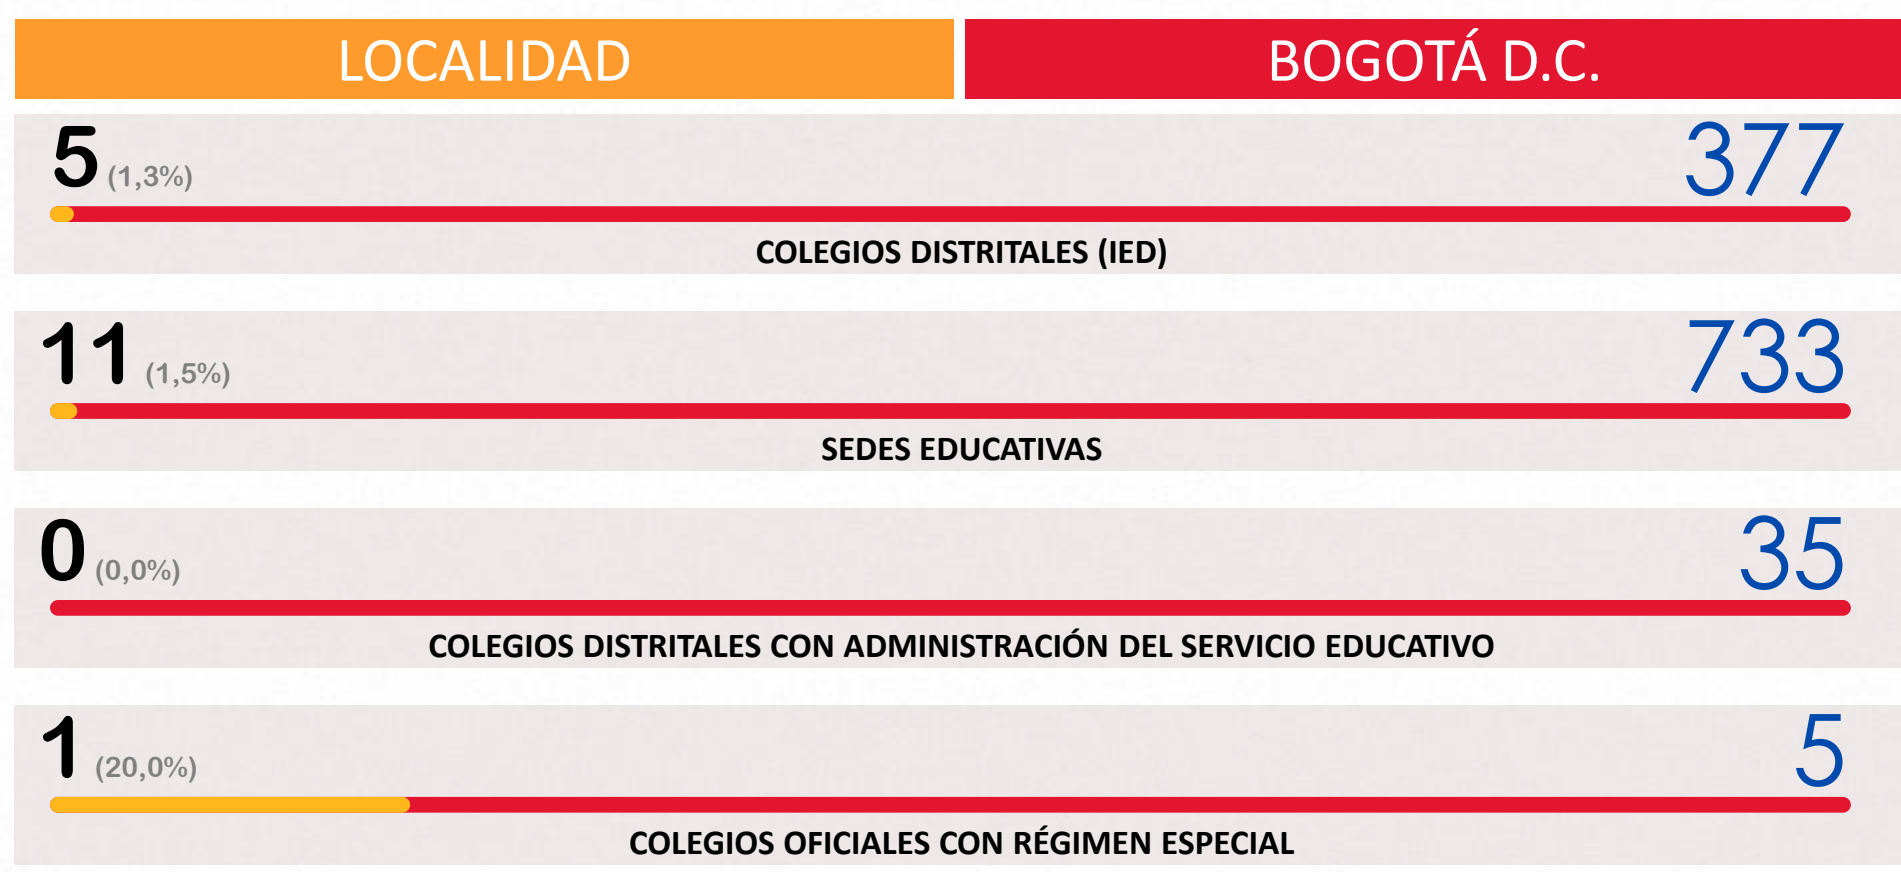 LOCALIDAD
BOGOTÁ D.C.
5 (1,3%)
377
COLEGIOS DISTRITALES (IED)
11 (1,5%)
733
SEDES EDUCATIVAS
0 (0,0%)
35
COLEGIOS DISTRITALES CON ADMINISTRACIÓN DEL SERVICIO EDUCATIVO
1 (20,0%)
5
COLEGIOS OFICIALES CON RÉGIMEN ESPECIAL